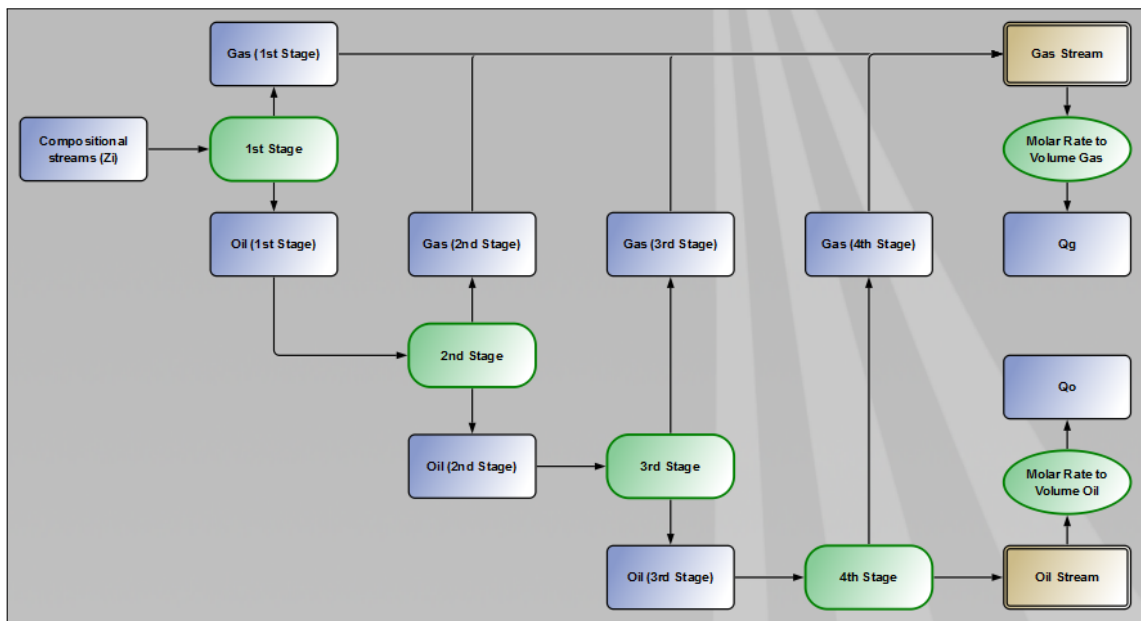 Gas (1st Stage)
Gas Stream
Compositional
streams (Zi)
1st Stage
Molar Rate to
Volume Gas
Oil (1st Stage)
Gas (2nd Stage)
Gas (3rd Stage)
Gas (4th Stage)
Qg
2nd Stage
Qo
Oil (2nd Stage)
3rd Stage
Molar Rate to
Volume Oil
Oil (3rd Stage)
4th Stage
Oil Stream